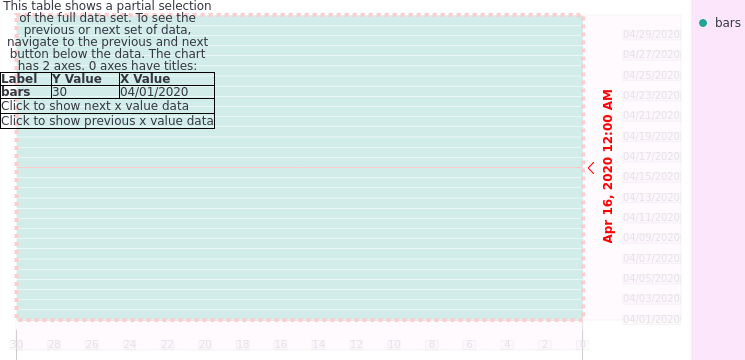 This table shows a partial selection
of the full data set. To see the
previous or next set of data,
navigate to the previous and next
button below the data. The chart
has 2 axes. 0 axes have titles:
Label Y Value X Value
bars 30 04/01/2020
Click to show next x value data
Click to show previous x value data
bars
Apr 16, 2020 12:00 AM
04/29/2020
04/27/2020
04/25/2020
04/23/2020
04/21/2020
04/19/2020
04/17/2020
04/15/2020
04/13/2020
04/11/2020
04/09/2020
04/07/2020
04/05/2020
04/03/2020
04/01/2020
30 28 26 24 22 20 18 16 14 12 10 8 6 4 2 0